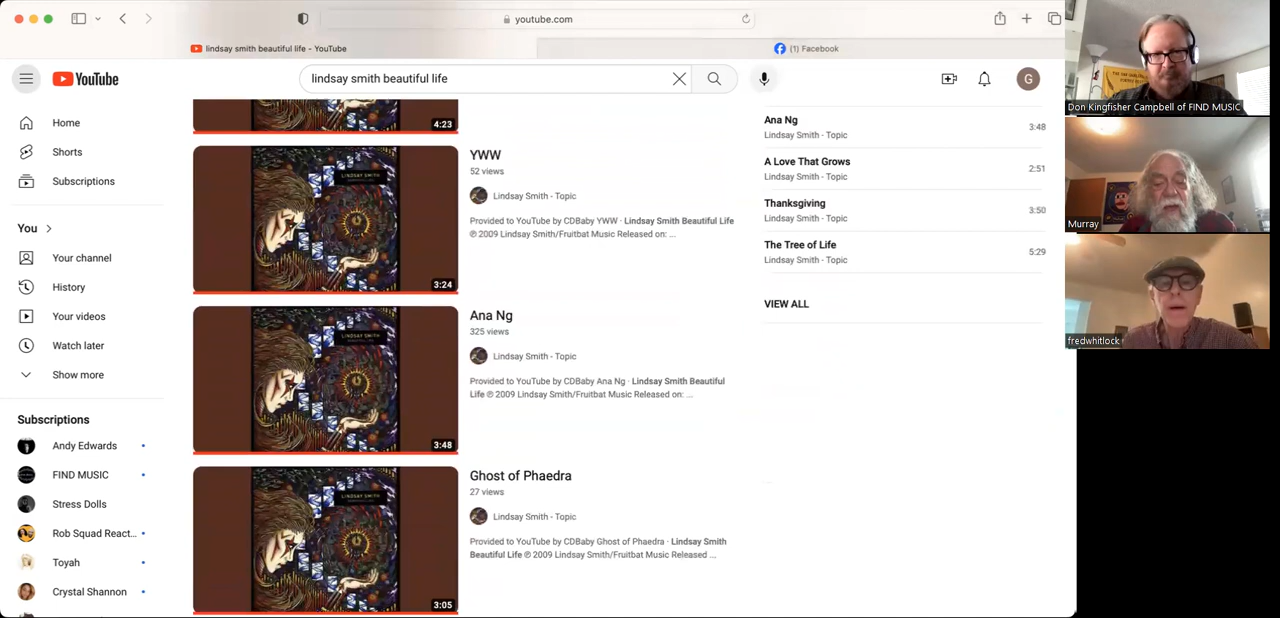 youtube.com
lindsay smith beautiful life - YouTube
(1) Facebook
YouTube
lindsay smith beautiful life
G
Home
Shorts
Subscriptions
You
Your channel
History
Your videos
Watch later
Show more
Subscriptions
Andy Edwards
FIND MUSIC
Stress Dolls
Rob Squad React...
Toyah
Crystal Shannon
4:23
LINDSAY SMITH
3:24
YWW
52 views
Lindsay Smith - Topic
Provided to YouTube by CDBaby YWW · Lindsay Smith Beautiful Life
℗ 2009 Lindsay Smith/Fruitbat Music Released on: ...
LINDSAY SMITH
3:48
Ana Ng
325 views
Lindsay Smith - Topic
Provided to YouTube by CDBaby Ana Ng · Lindsay Smith Beautiful
Life ℗ 2009 Lindsay Smith/Fruitbat Music Released on: ...
LINDSAY SMITH
3:05
Ghost of Phaedra
27 views
Lindsay Smith - Topic
Provided to YouTube by CDBaby Ghost of Phaedra · Lindsay Smith
Beautiful Life ℗ 2009 Lindsay Smith/Fruitbat Music Released ...
Ana Ng
Lindsay Smith - Topic
3:48
A Love That Grows
Lindsay Smith - Topic
2:51
Thanksgiving
Lindsay Smith - Topic
3:50
The Tree of Life
Lindsay Smith - Topic
5:29
VIEW ALL
Don Kingfisher Campbell of FIND MUSIC
Murray
fredwhitlock